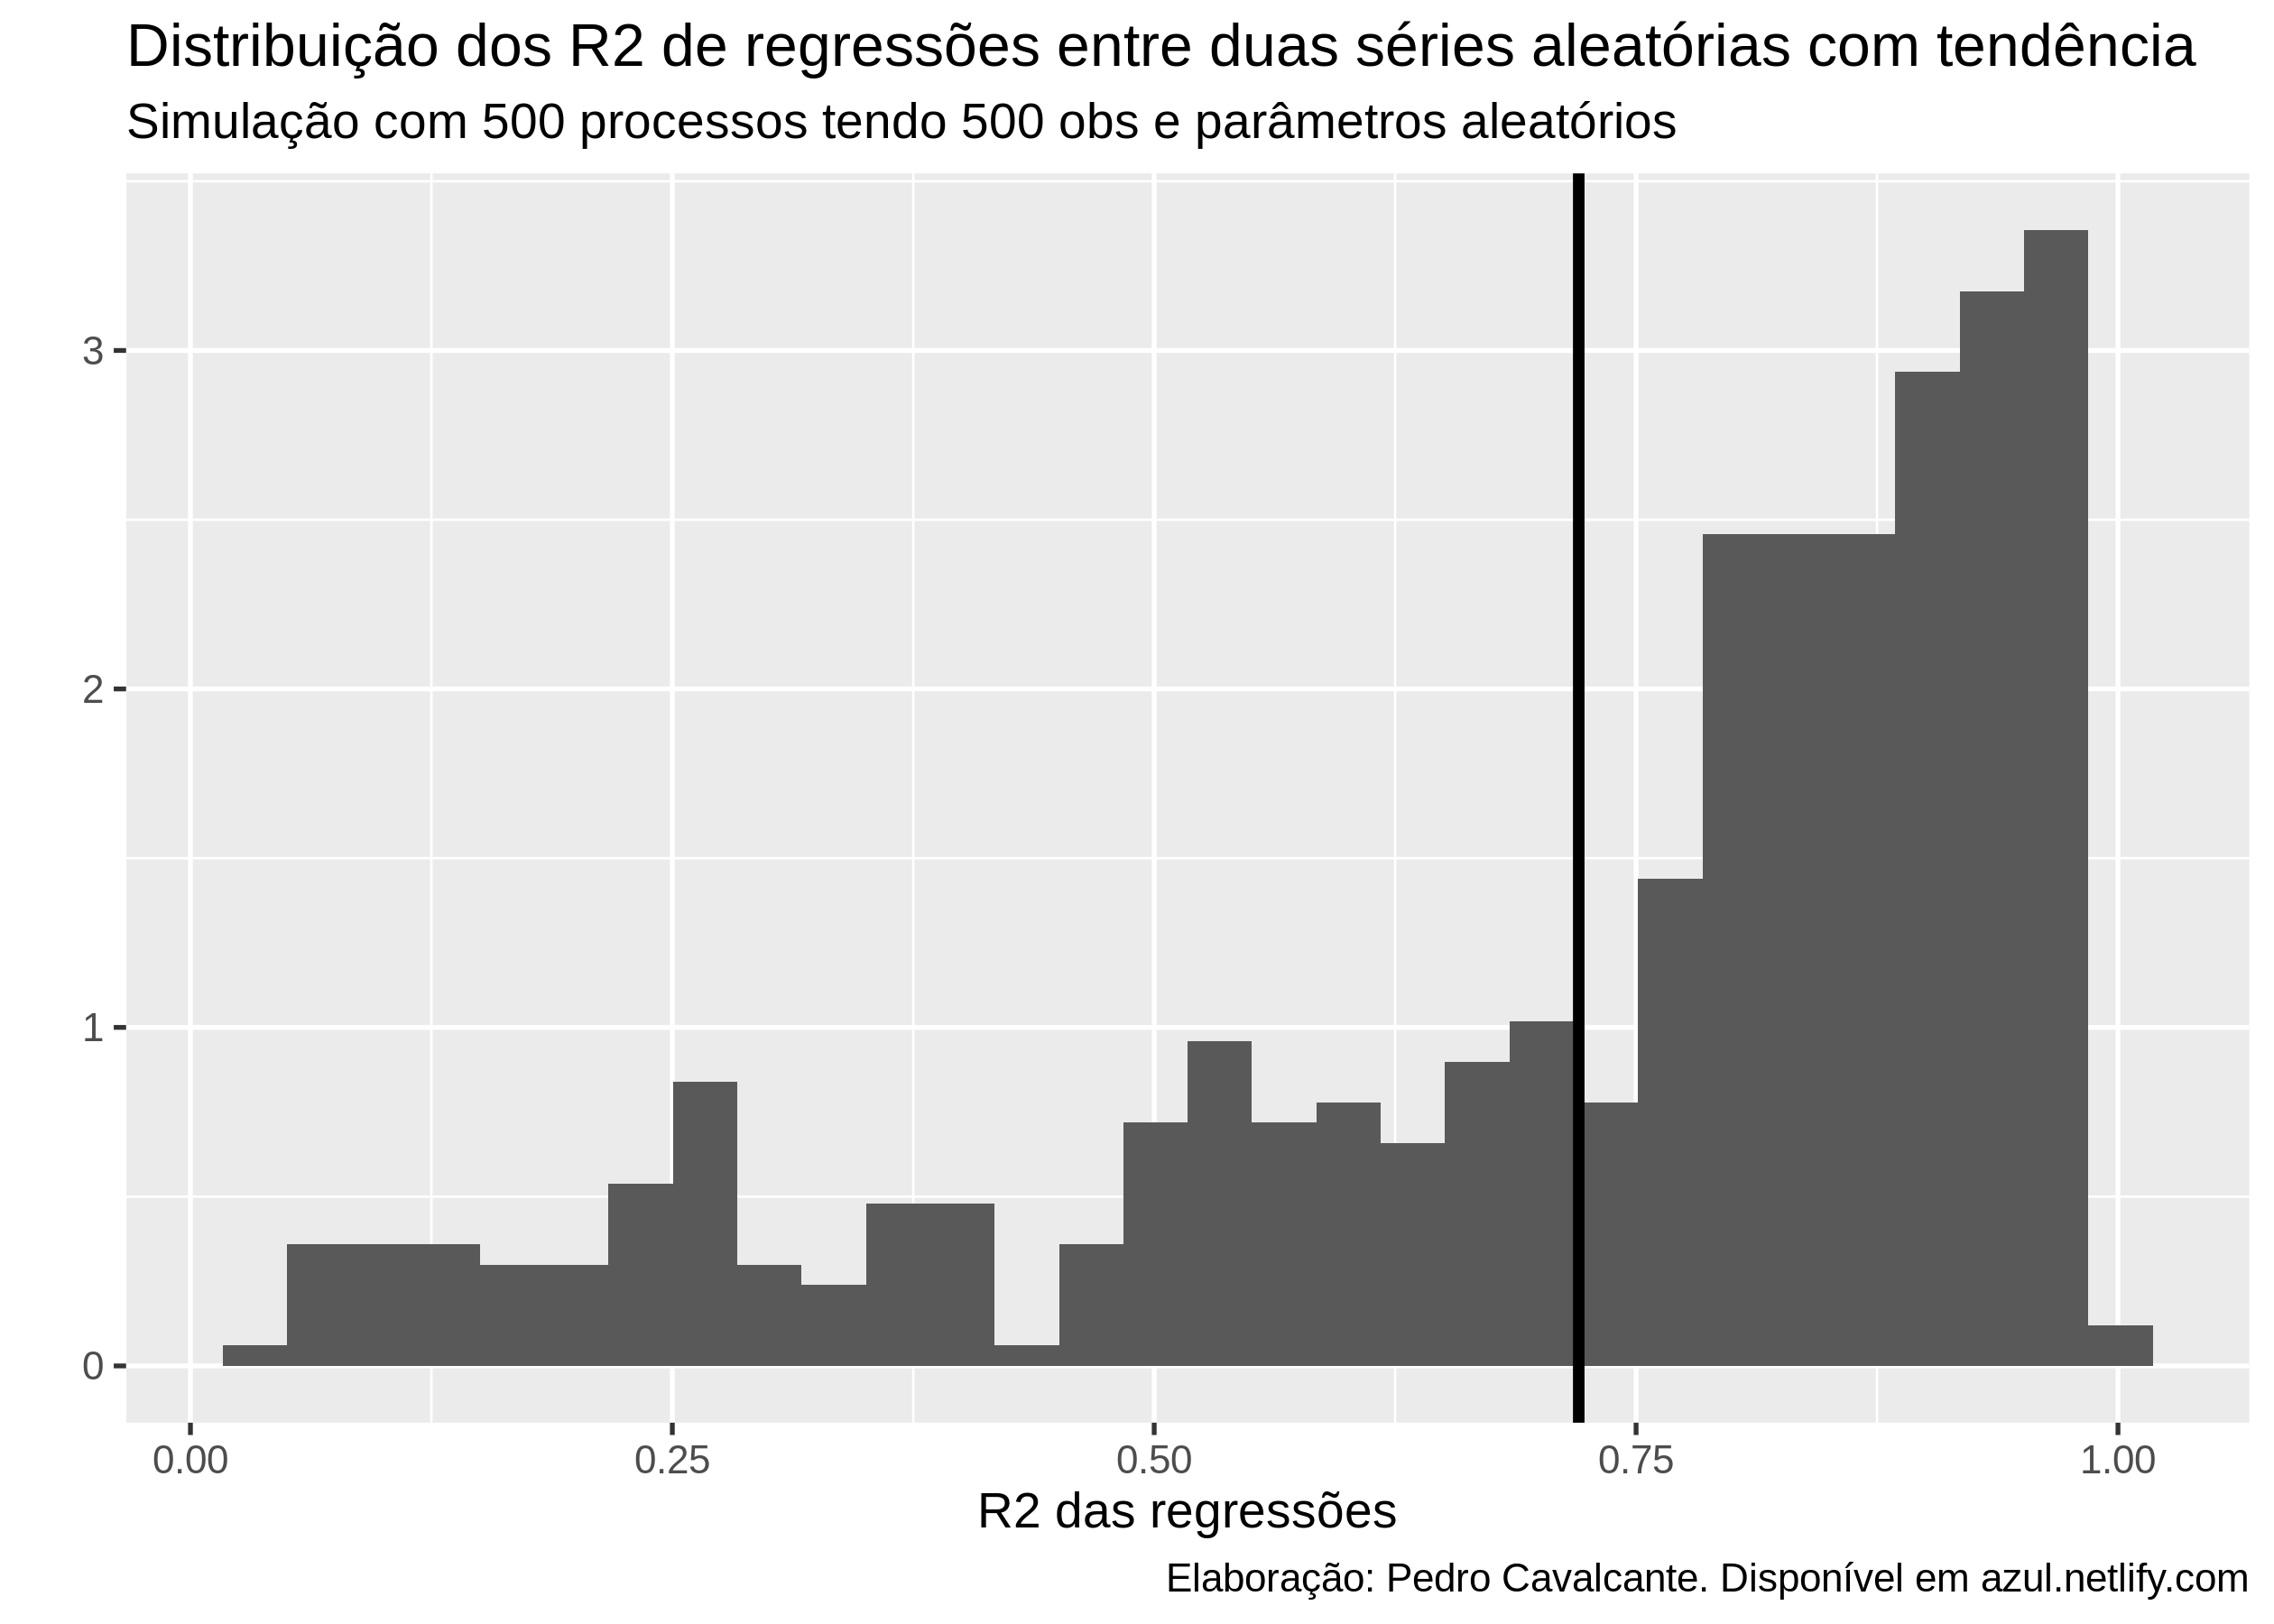 Distribuição dos R2 de regressões entre duas séries aleatórias com tendência
Simulação com 500 processos tendo 500 obs e parâmetros aleatórios
3
2
1
0
0.00 0.25 0.50 0.75 1.00
R2 das regressões
Elaboração: Pedro Cavalcante. Disponível em azul.netlify.com